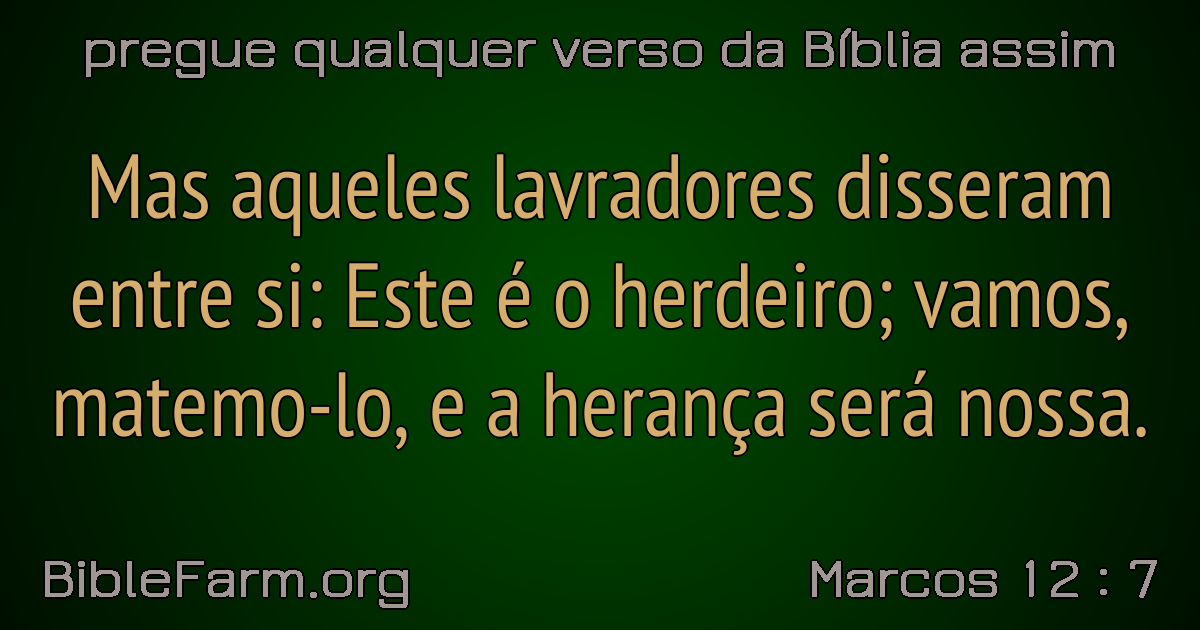 pregue qualquer verso da Bíblia assim
Mas aqueles lavradores disseram
entre si: Este é o herdeiro; vamos,
matemo-lo, e a herança será nossa.
BibleFarm.org
Marcos 12 : 7